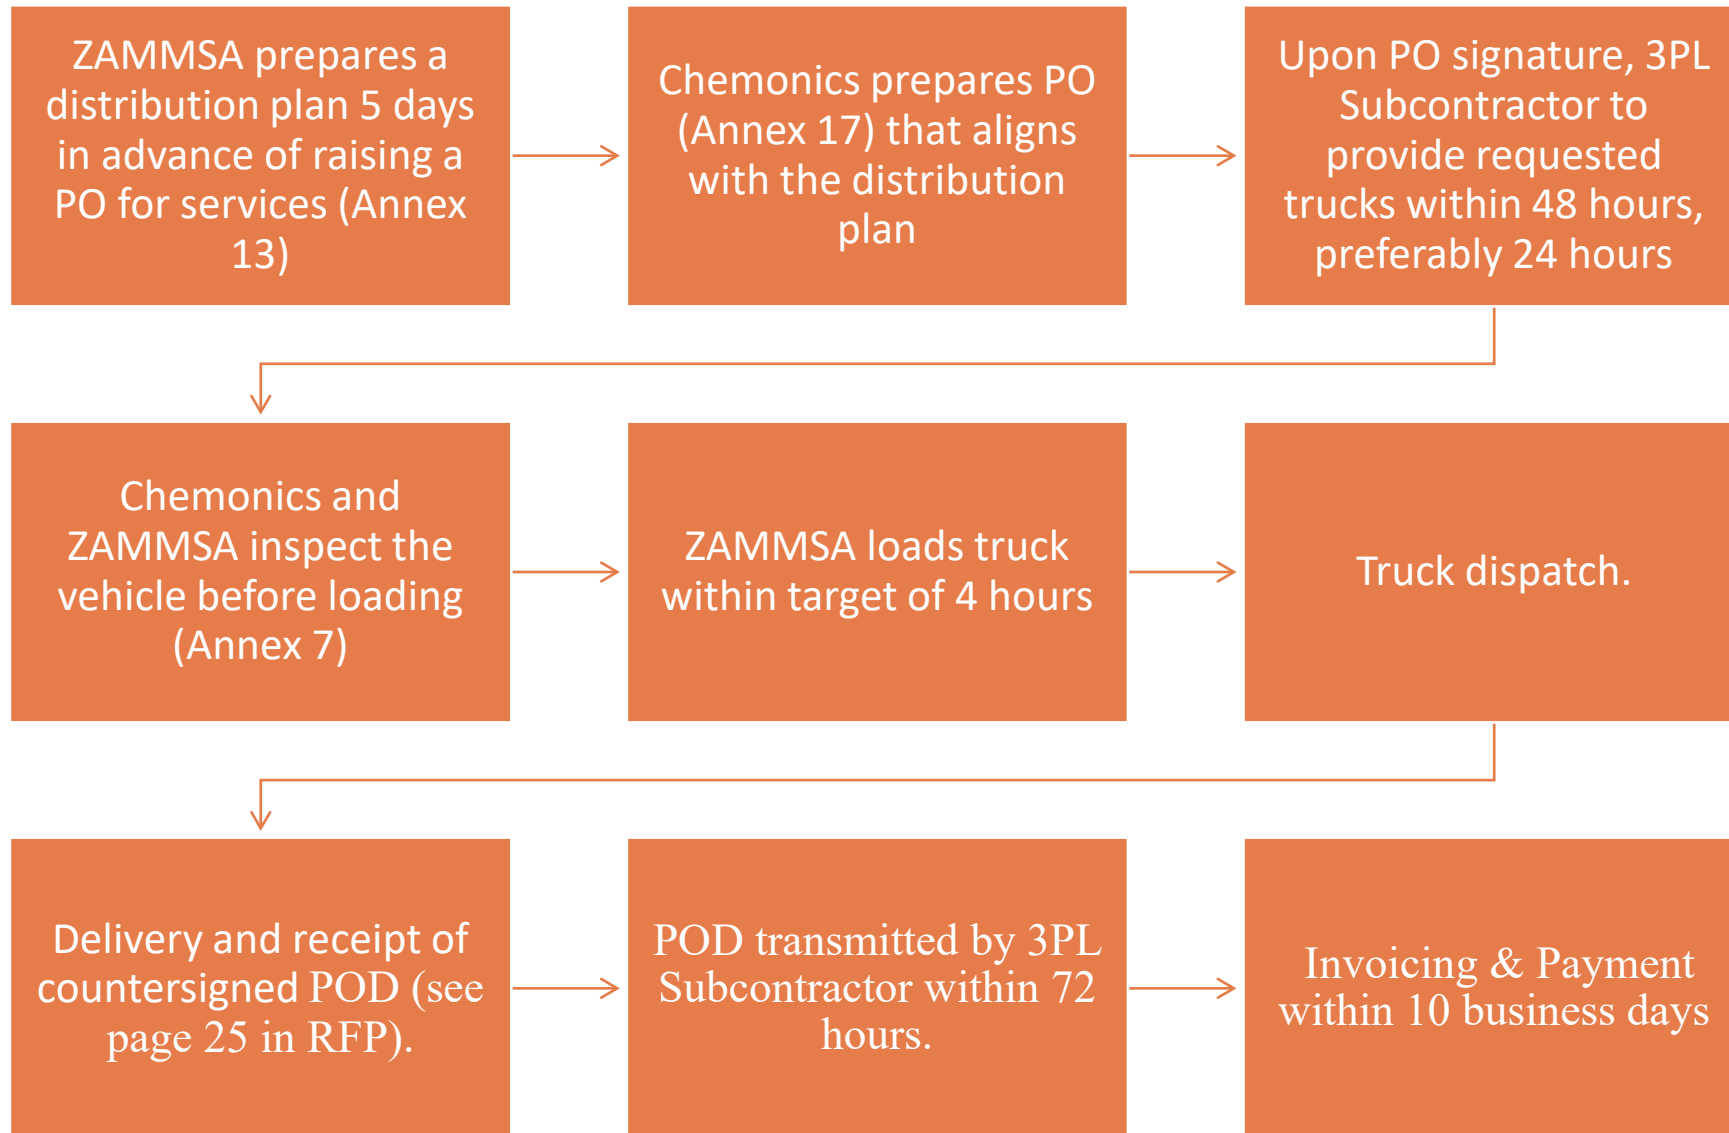 ZAMMSA prepares a
distribution plan 5 days
in advance of raising a
PO for services (Annex
13)
Chemonics prepares PO
(Annex 17) that aligns
with the distribution
plan
Upon PO signature, 3PL
Subcontractor to
provide requested
trucks within 48 hours,
preferably 24 hours
Chemonics and
ZAMMSA inspect the
vehicle before loading
(Annex 7)
ZAMMSA loads truck
within target of 4 hours
Truck dispatch.
Delivery and receipt of
countersigned POD (see
page 25 in RFP).
POD transmitted by 3PL
Subcontractor within 72
hours.
Invoicing & Payment
within 10 business days